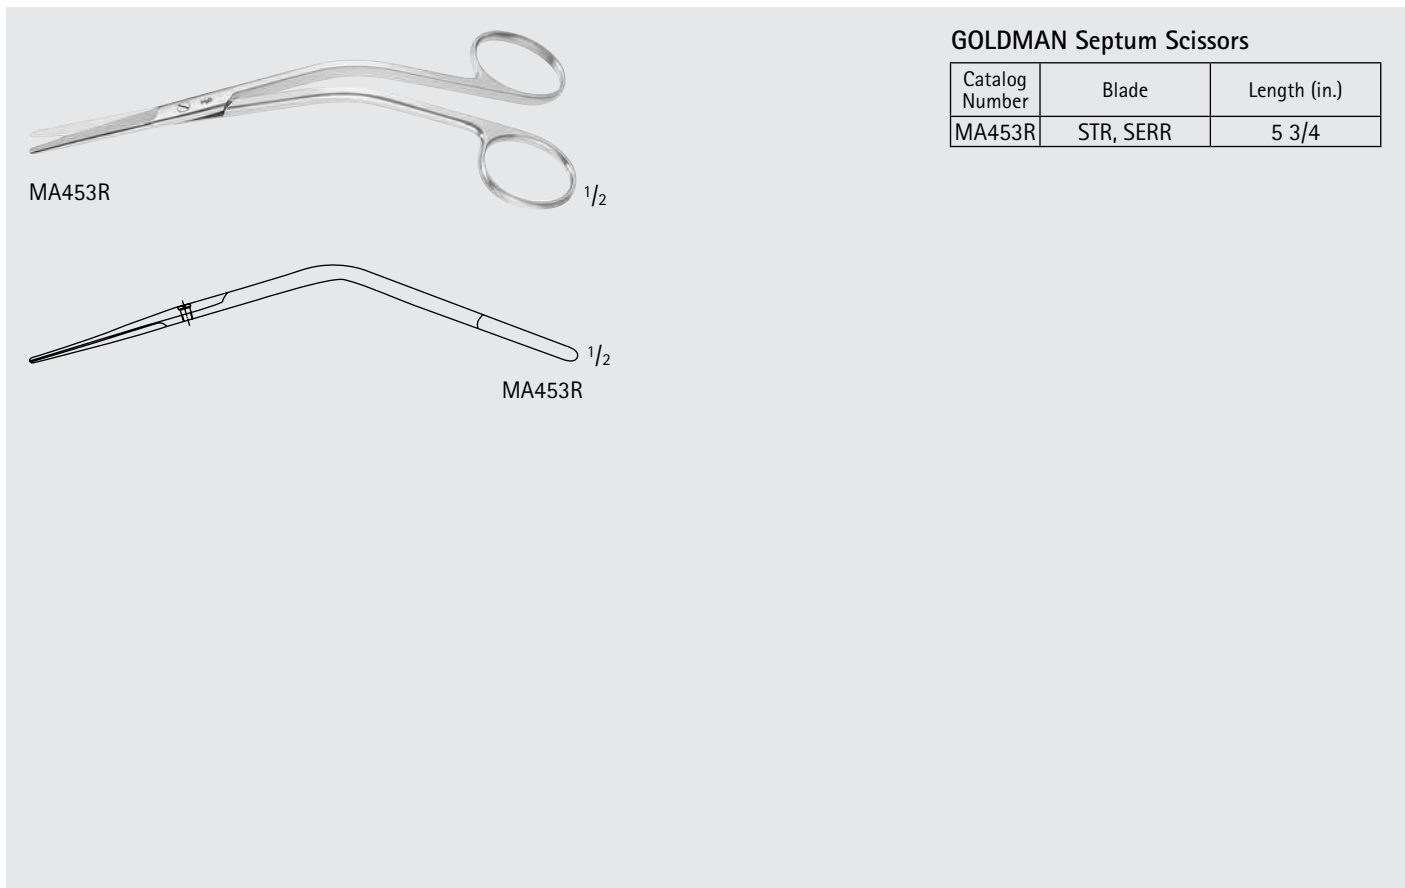 GOLDMAN Septum Scissors
Catalog Number Blade Length (in.)
MA453R STR, SERR 5 3/4
MA453R
1/2
1/2
MA453R